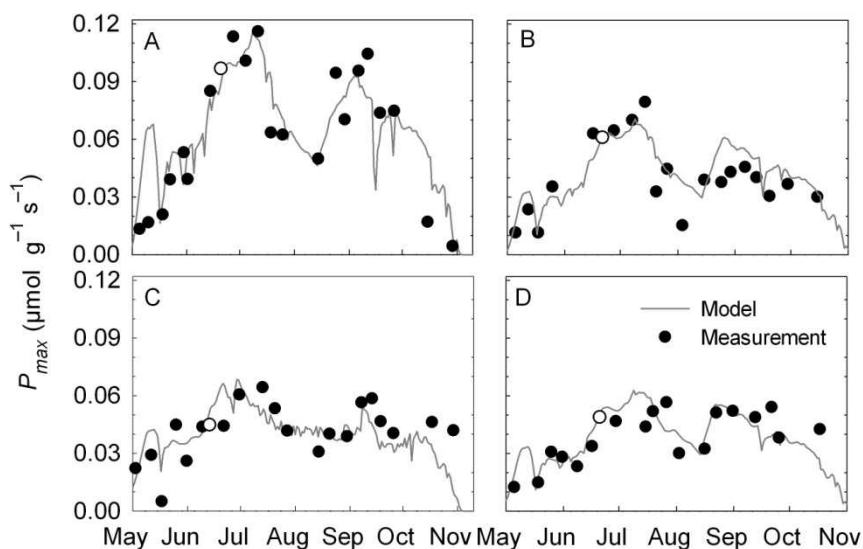 0.12
0.09
0.06
0.03
0.00
A
B
0.12
0.09
0.06
0.03
0.00
C
D
Model
Measurement
P_max (μmol g⁻¹ s⁻¹)
May Jun Jul Aug Sep Oct Nov
May Jun Jul Aug Sep Oct Nov